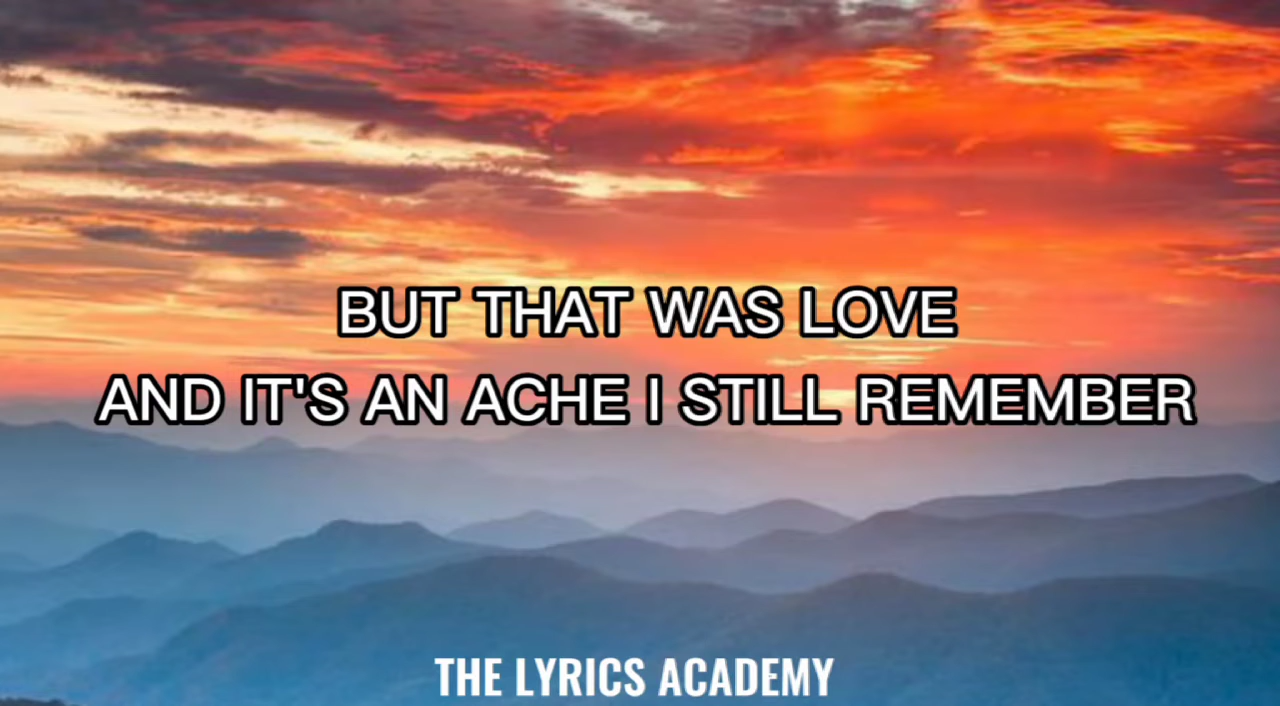 BUT THAT WAS LOVE
AND IT'S AN ACHE I STILL REMEMBER
THE LYRICS ACADEMY